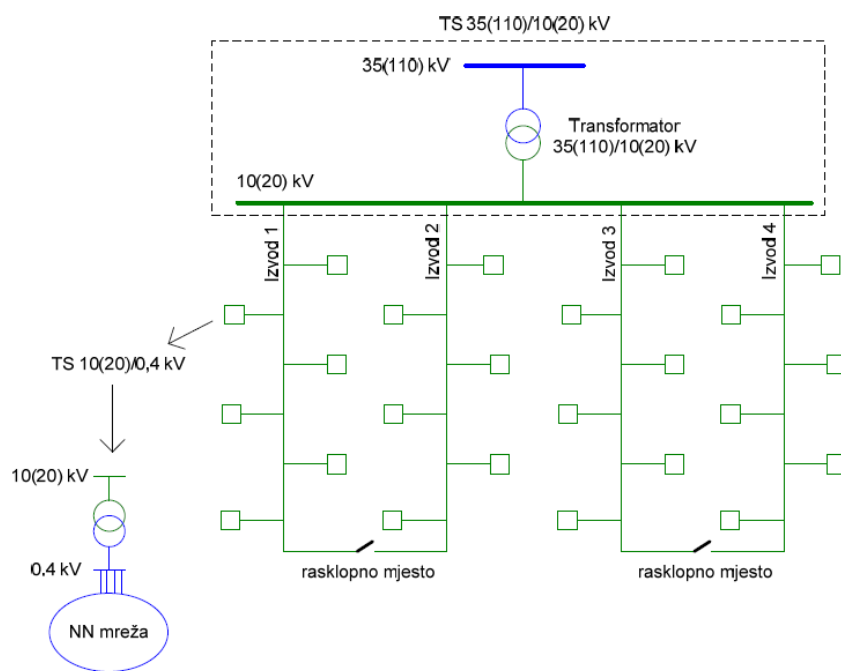 TS 35(110)/10(20) kV
35(110) kV
Transformator
35(110)/10(20) kV
10(20) kV
Izvod 1
Izvod 2
Izvod 3
Izvod 4
TS 10(20)/0,4 kV
10(20) kV
0,4 kV
NN mreža
rasklopno mjesto
rasklopno mjesto